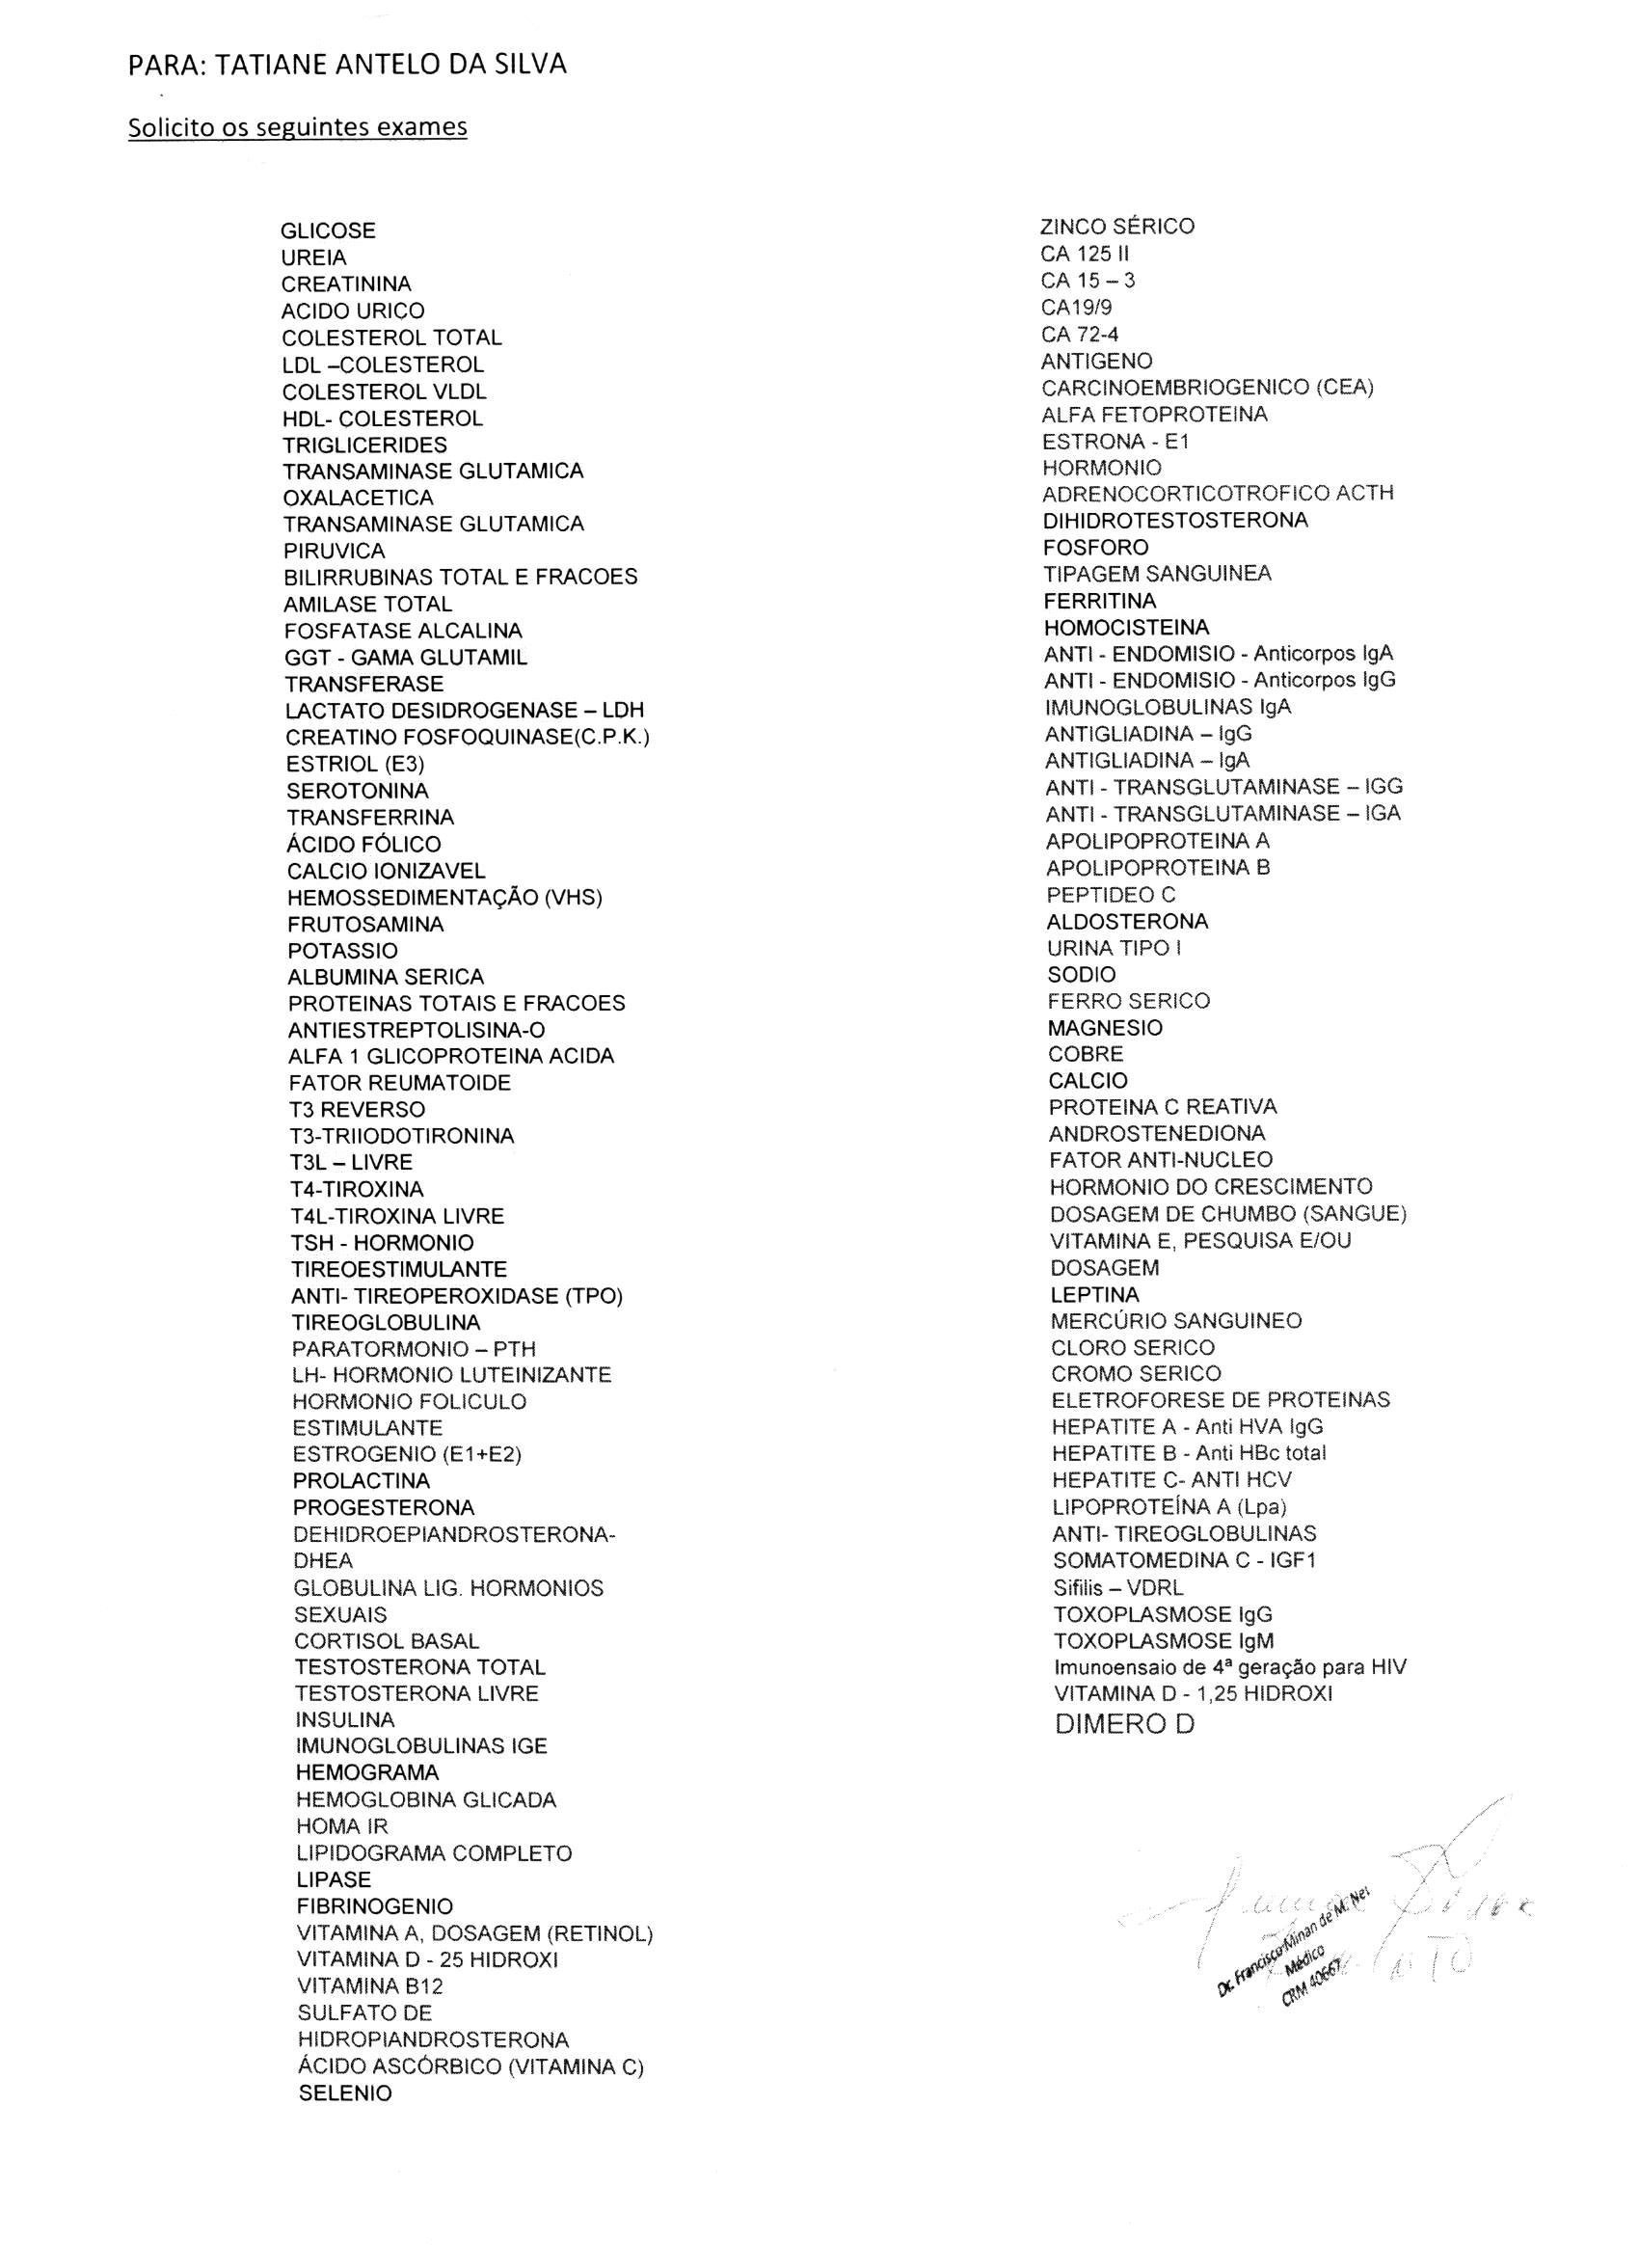 PARA: TATIANE ANTELO DA SILVA
Solicito os seguintes exames
GLICOSE
UREIA
CREATININA
ACIDO URICO
COLESTEROL TOTAL
LDL –COLESTEROL
COLESTEROL VLDL
HDL- COLESTEROL
TRIGLICERIDES
TRANSAMINASE GLUTAMICA
OXALACETICA
TRANSAMINASE GLUTAMICA
PIRUVICA
BILIRRUBINAS TOTAL E FRACOES
AMILASE TOTAL
FOSFATASE ALCALINA
GGT - GAMA GLUTAMIL
TRANSFERASE
LACTATO DESIDROGENASE – LDH
CREATINO FOSFOQUINASE(C.P.K.)
ESTRIOL (E3)
SEROTONINA
TRANSFERRINA
ÁCIDO FÓLICO
CALCIO IONIZAVEL
HEMOSSEDIMENTAÇÃO (VHS)
FRUTOSAMINA
POTASSIO
ALBUMINA SERICA
PROTEINAS TOTAIS E FRACOES
ANTIESTREPTOLISINA-O
ALFA 1 GLICOPROTEINA ACIDA
FATOR REUMATOIDE
T3 REVERSO
T3-TRIIODOTIRONINA
T3L – LIVRE
T4-TIROXINA
T4L-TIROXINA LIVRE
TSH - HORMONIO
TIREOESTIMULANTE
ANTI- TIREOPEROXIDASE (TPO)
TIREOGLOBULINA
PARATORMONIO – PTH
LH- HORMONIO LUTEINIZANTE
HORMONIO FOLICULO
ESTIMULANTE
ESTROGENIO (E1+E2)
PROLACTINA
PROGESTERONA
DEHIDROEPIANDROSTERONA-
DHEA
GLOBULINA LIG. HORMONIOS
SEXUAIS
CORTISOL BASAL
TESTOSTERONA TOTAL
TESTOSTERONA LIVRE
INSULINA
IMUNOGLOBULINAS IGE
HEMOGRAMA
HEMOGLOBINA GLICADA
HOMA IR
LIPIDOGRAMA COMPLETO
LIPASE
FIBRINOGENIO
VITAMINA A, DOSAGEM (RETINOL)
VITAMINA D - 25 HIDROXI
VITAMINA B12
SULFATO DE
HIDROPIANDROSTERONA
ÁCIDO ASCÓRBICO (VITAMINA C)
SELENIO
ZINCO SÉRICO
CA 125 II
CA 15 – 3
CA19/9
CA 72-4
ANTIGENO
CARCINOEMBRIOGENICO (CEA)
ALFA FETOPROTEINA
ESTRONA - E1
HORMONIO
ADRENOCORTICOTROFICO ACTH
DIHIDROTESTOSTERONA
FOSFORO
TIPAGEM SANGUINEA
FERRITINA
HOMOCISTEINA
ANTI - ENDOMISIO - Anticorpos IgA
ANTI - ENDOMISIO - Anticorpos IgG
IMUNOGLOBULINAS IgA
ANTIGLIADINA – IgG
ANTIGLIADINA – IgA
ANTI - TRANSGLUTAMINASE – IGG
ANTI - TRANSGLUTAMINASE – IGA
APOLIPOPROTEINA A
APOLIPOPROTEINA B
PEPTIDEO C
ALDOSTERONA
URINA TIPO I
SODIO
FERRO SERICO
MAGNESIO
COBRE
CALCIO
PROTEINA C REATIVA
ANDROSTENEDIONA
FATOR ANTI-NUCLEO
HORMONIO DO CRESCIMENTO
DOSAGEM DE CHUMBO (SANGUE)
VITAMINA E, PESQUISA E/OU
DOSAGEM
LEPTINA
MERCÚRIO SANGUINEO
CLORO SERICO
CROMO SERICO
ELETROFORESE DE PROTEINAS
HEPATITE A - Anti HVA IgG
HEPATITE B - Anti HBc total
HEPATITE C- ANTI HCV
LIPOPROTEÍNA A (Lpa)
ANTI- TIREOGLOBULINAS
SOMATOMEDINA C - IGF1
Sifilis – VDRL
TOXOPLASMOSE IgG
TOXOPLASMOSE IgM
Imunoensaio de 4ª geração para HIV
VITAMINA D - 1,25 HIDROXI
DIMERO D
Dr. Francisco Minan de M. Net
Médico
CRM 40667